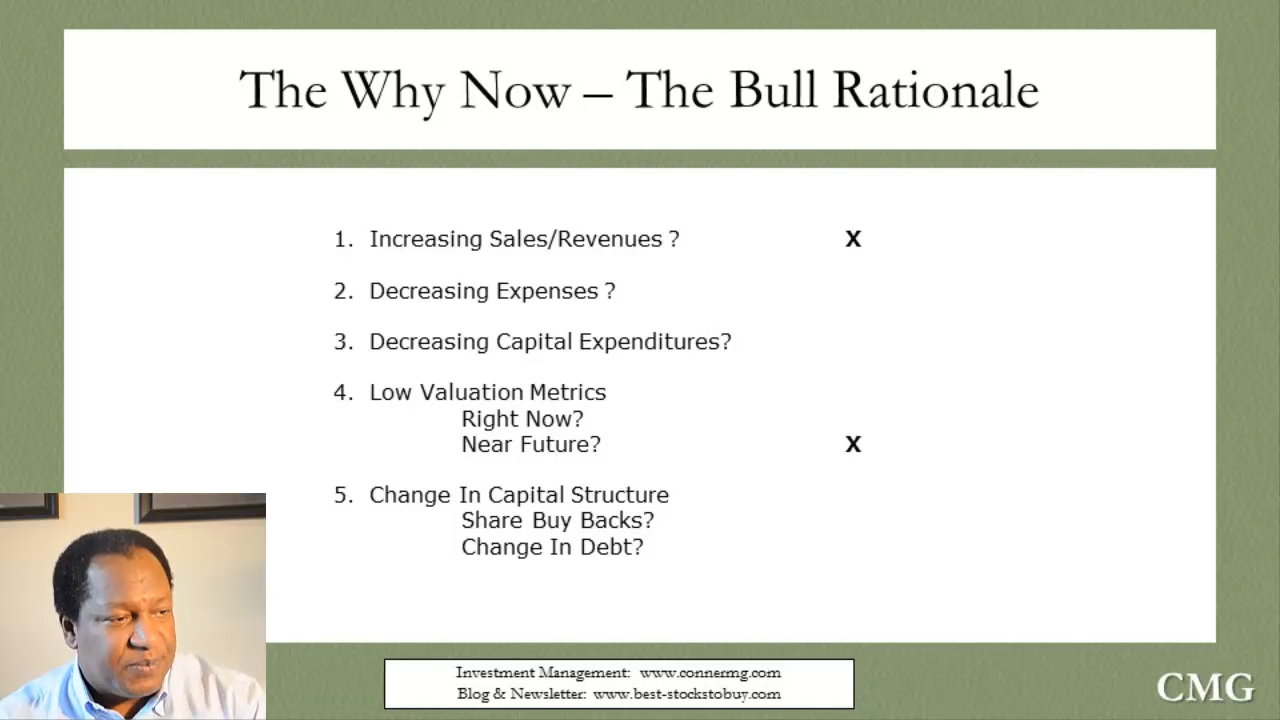 The Why Now – The Bull Rationale
1. Increasing Sales/Revenues ? X
2. Decreasing Expenses ?
3. Decreasing Capital Expenditures?
4. Low Valuation Metrics
Right Now?
Near Future? X
5. Change In Capital Structure
Share Buy Backs?
Change In Debt?
Investment Management: www.connermg.com
Blog & Newsletter: www.best-stockstobuy.com
CMG